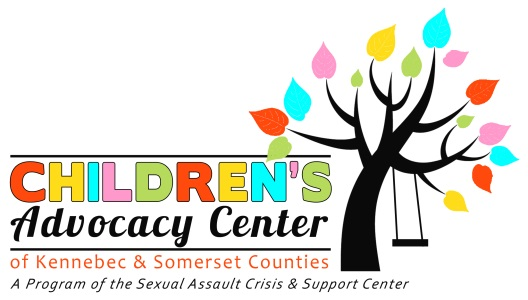 CHILDREN'S
Advocacy Center
of Kennebec & Somerset Counties
A Program of the Sexual Assault Crisis & Support Center